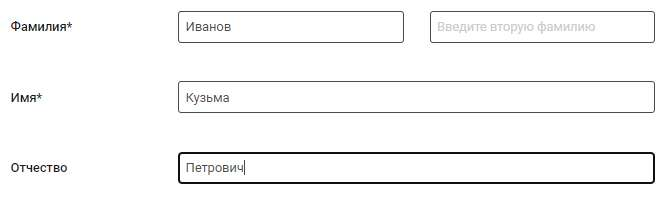 Фамилия* Иванов Введите вторую фамилию
Имя* Кузьма
Отчество Петрович